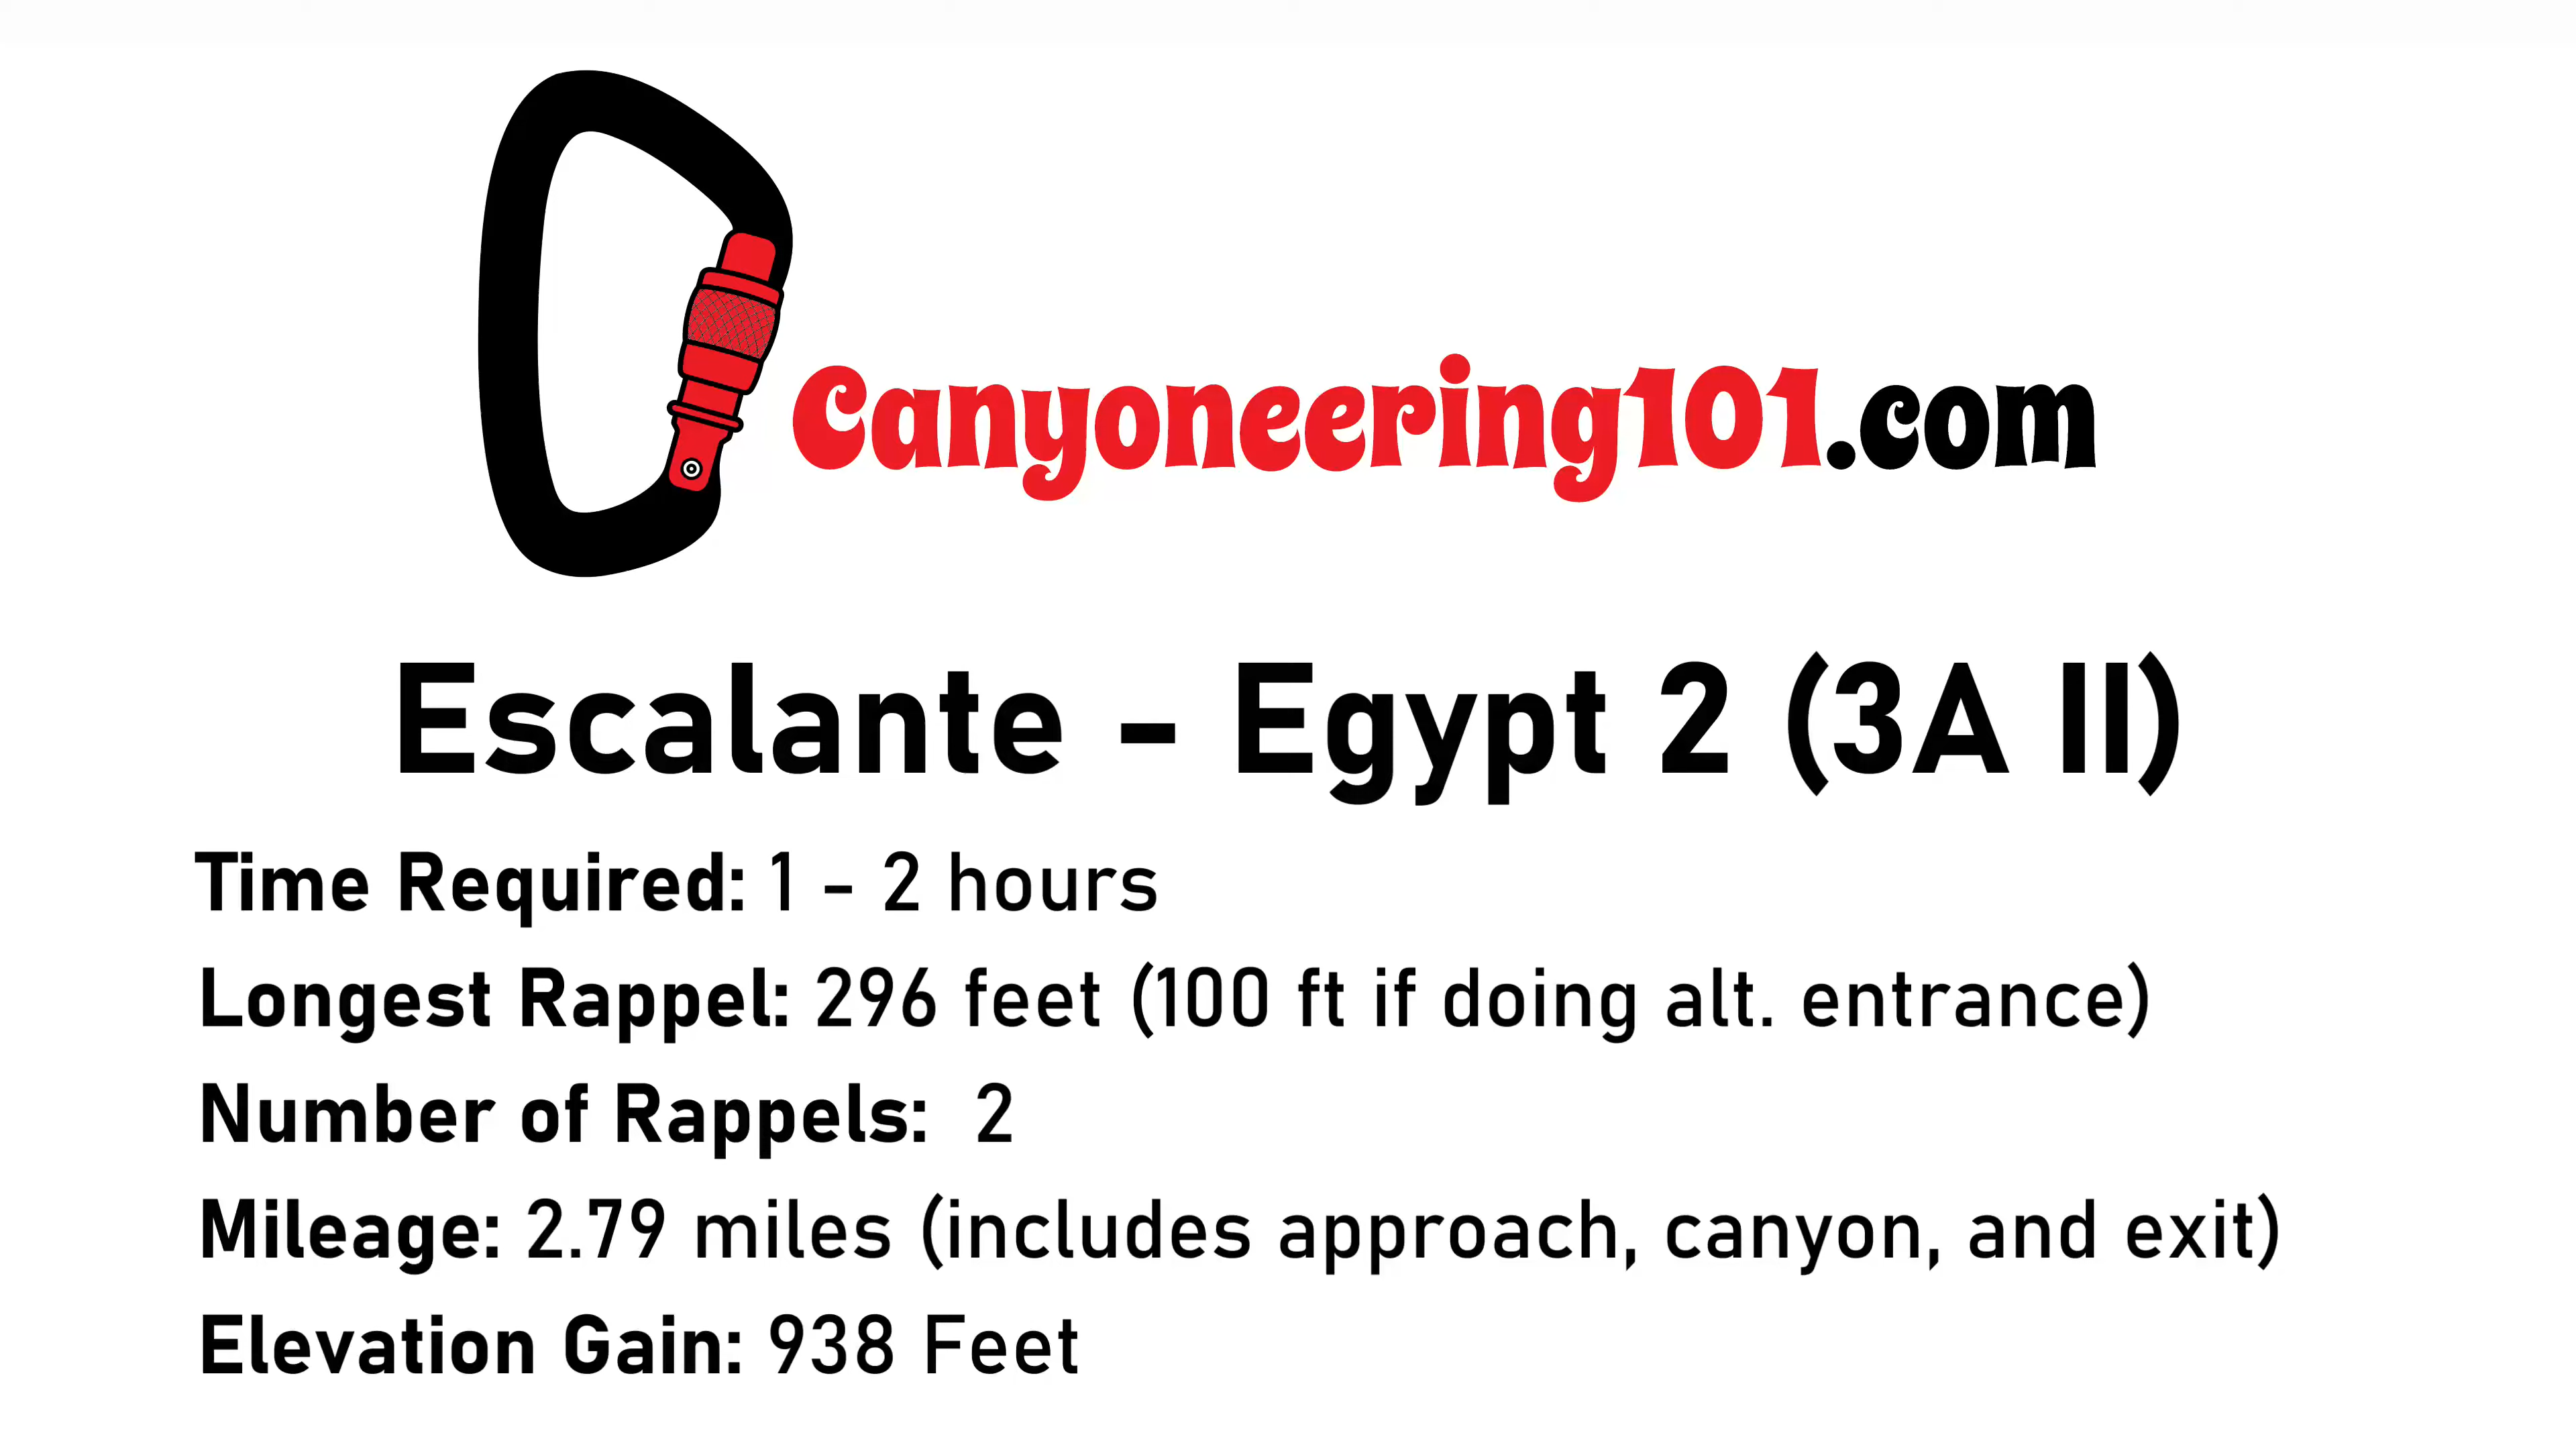 Canyoneering101.com
Escalante - Egypt 2 (3A II)
Time Required: 1 - 2 hours
Longest Rappel: 296 feet (100 ft if doing alt. entrance)
Number of Rappels: 2
Mileage: 2.79 miles (includes approach, canyon, and exit)
Elevation Gain: 938 Feet